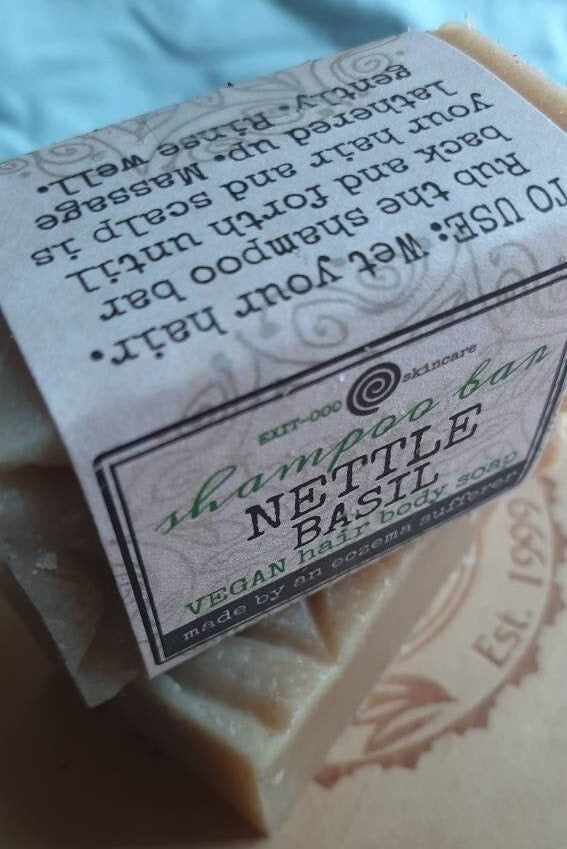 TO USE: Wet your hair.
Rub the shampoo bar
back and forth until
your hair and scalp is
lathered up. Massage
gently. Rinse well.
EXIT-OOO skincare
shampoo bar
NETTLE
BASIL
VEGAN hair body soap
made by an eczema sufferer
Est. 1999